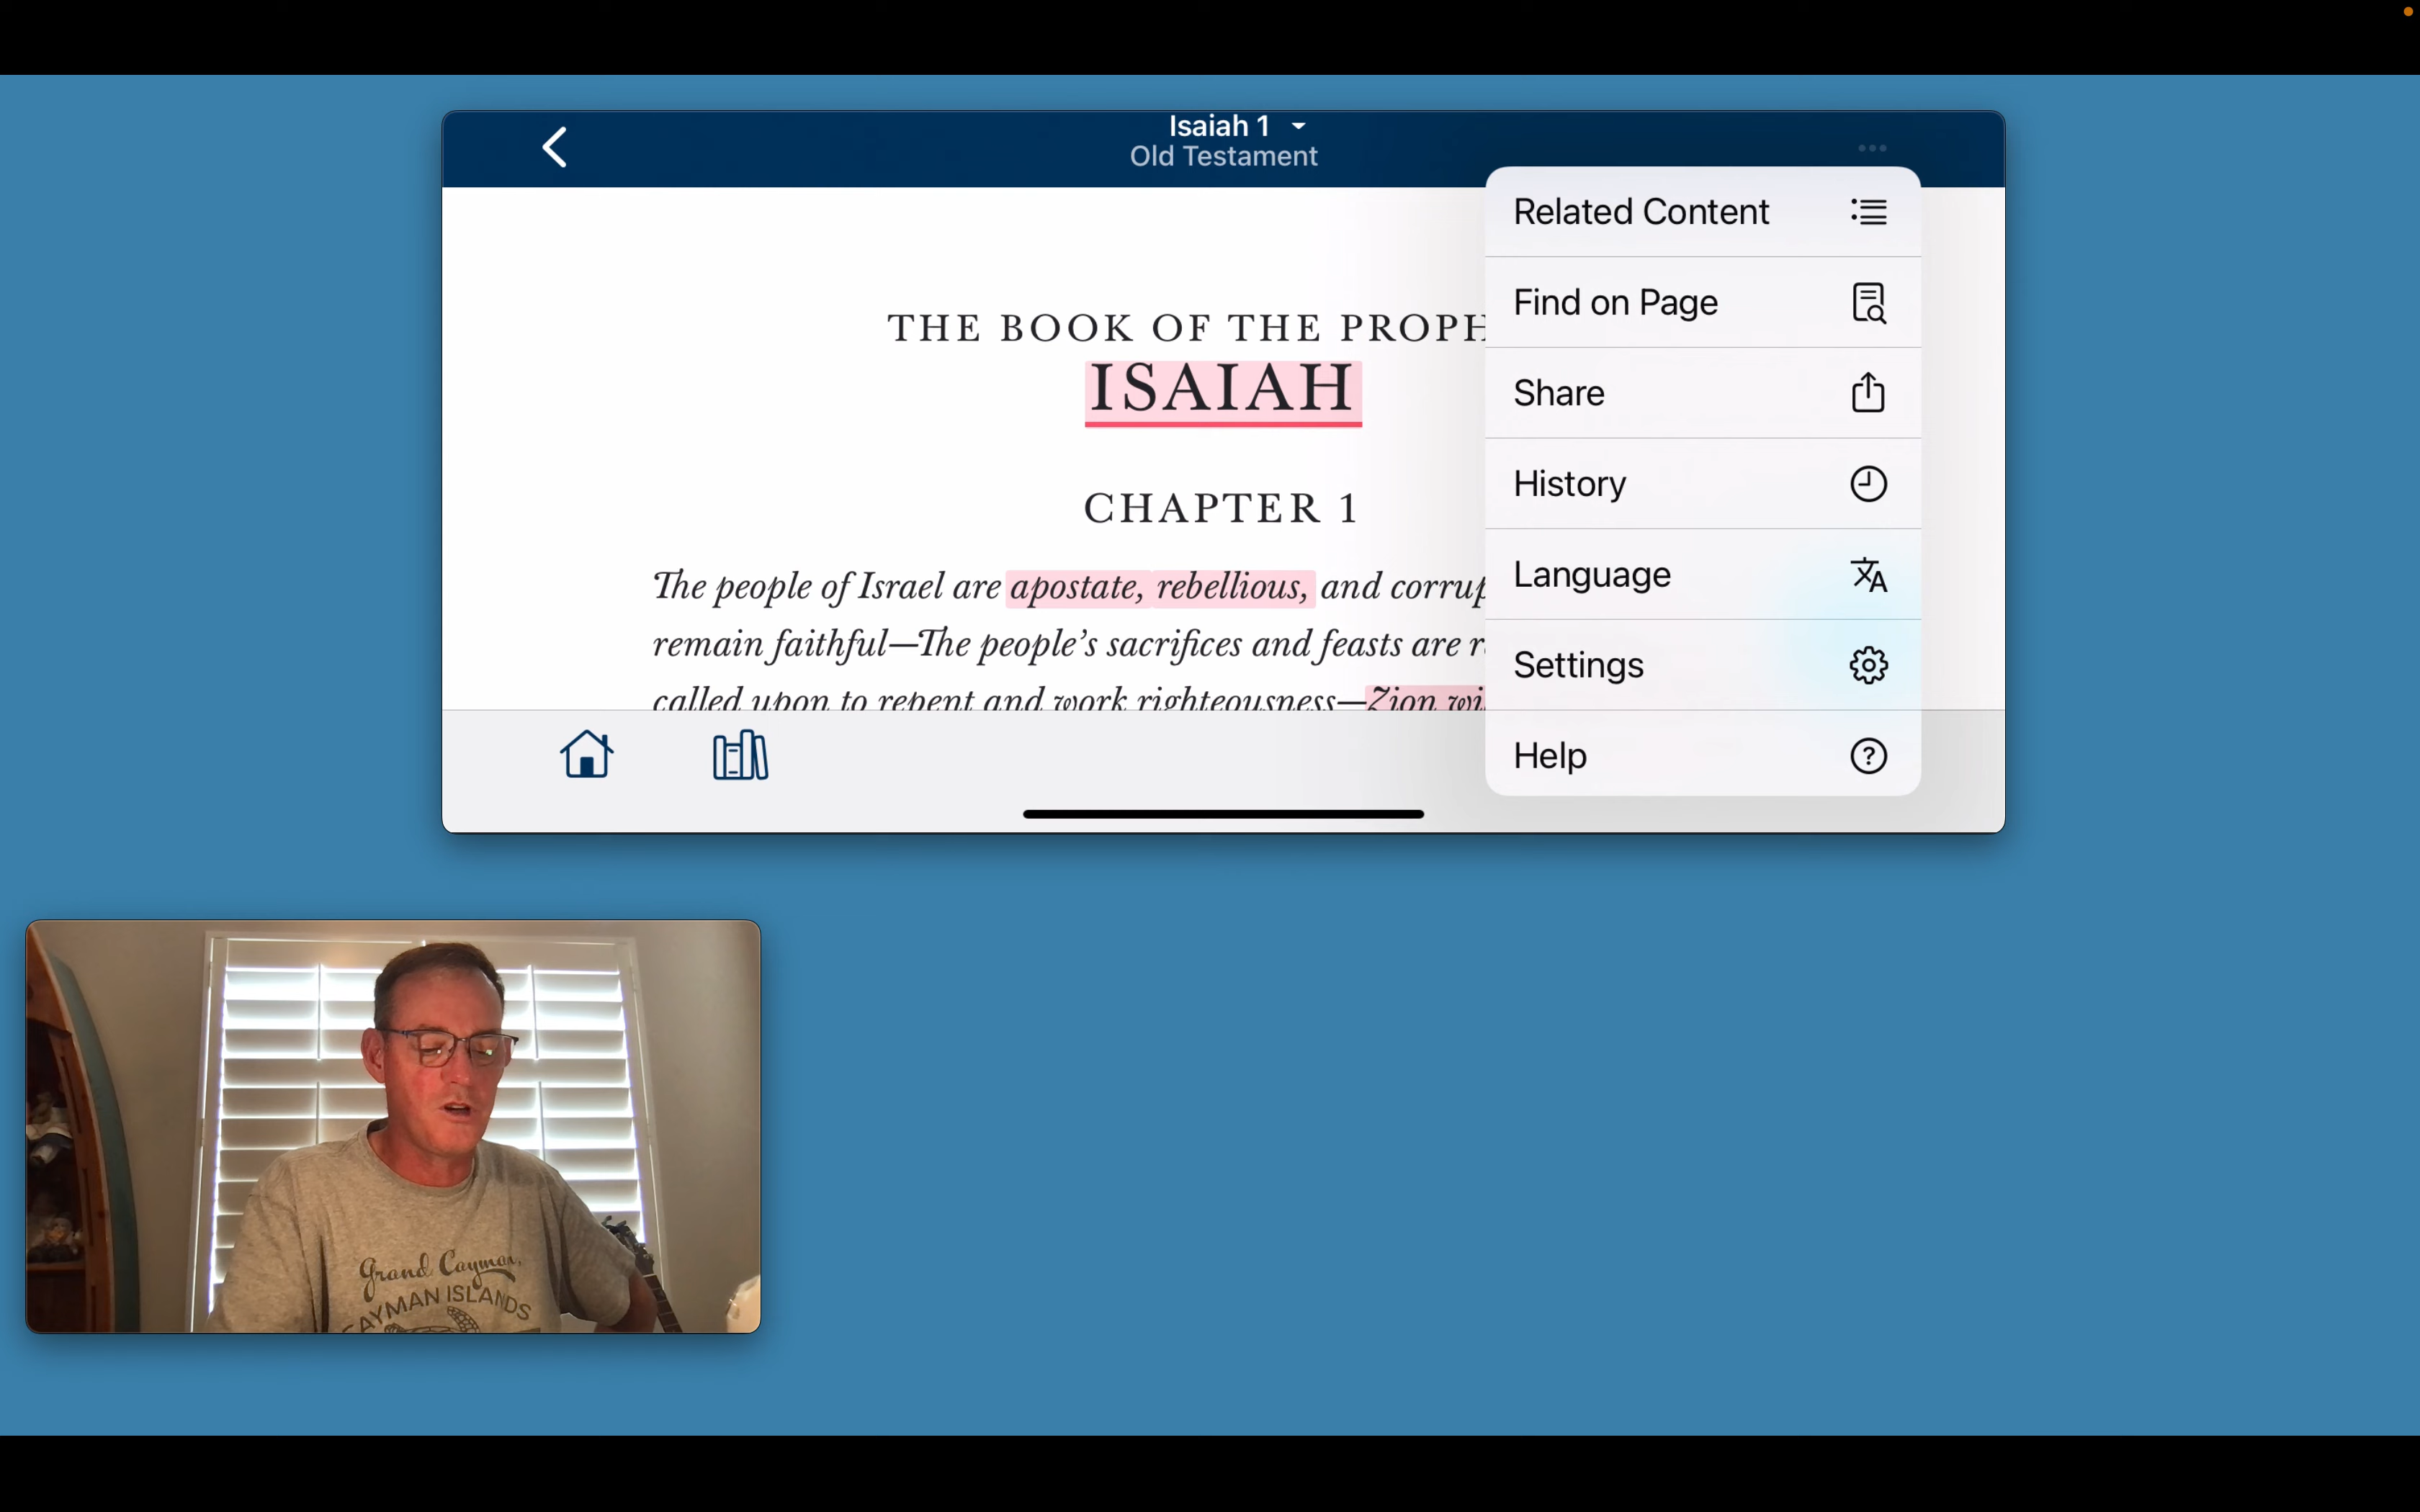 Isaiah 1
Old Testament
THE BOOK OF THE PROPH
ISAIAH
CHAPTER 1
The people of Israel are apostate, rebellious, and corrup
remain faithful—The people's sacrifices and feasts are r
called upon to repent and work righteousness—Zion wi
Related Content
Find on Page
Share
History
Language
Settings
Help
Grand Cayman,
CAYMAN ISLANDS